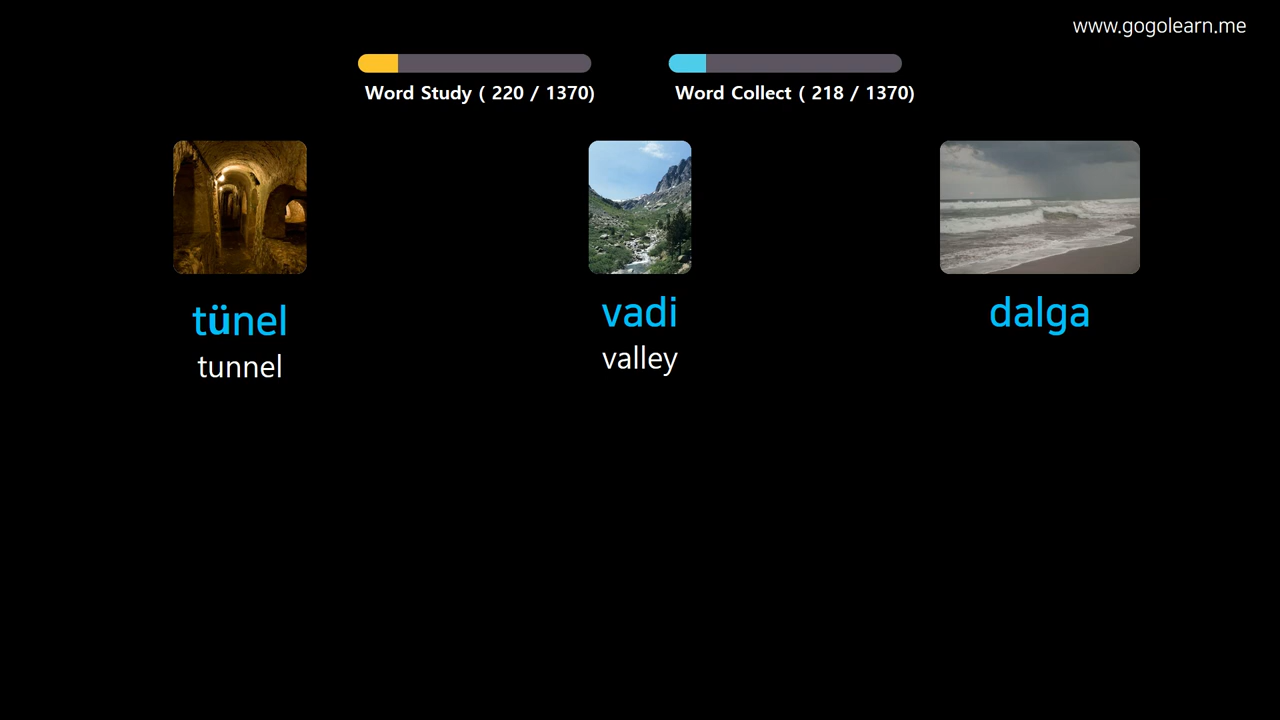 www.gogolearn.me
Word Study ( 220 / 1370)
Word Collect ( 218 / 1370)
tünel
tunnel
vadi
valley
dalga